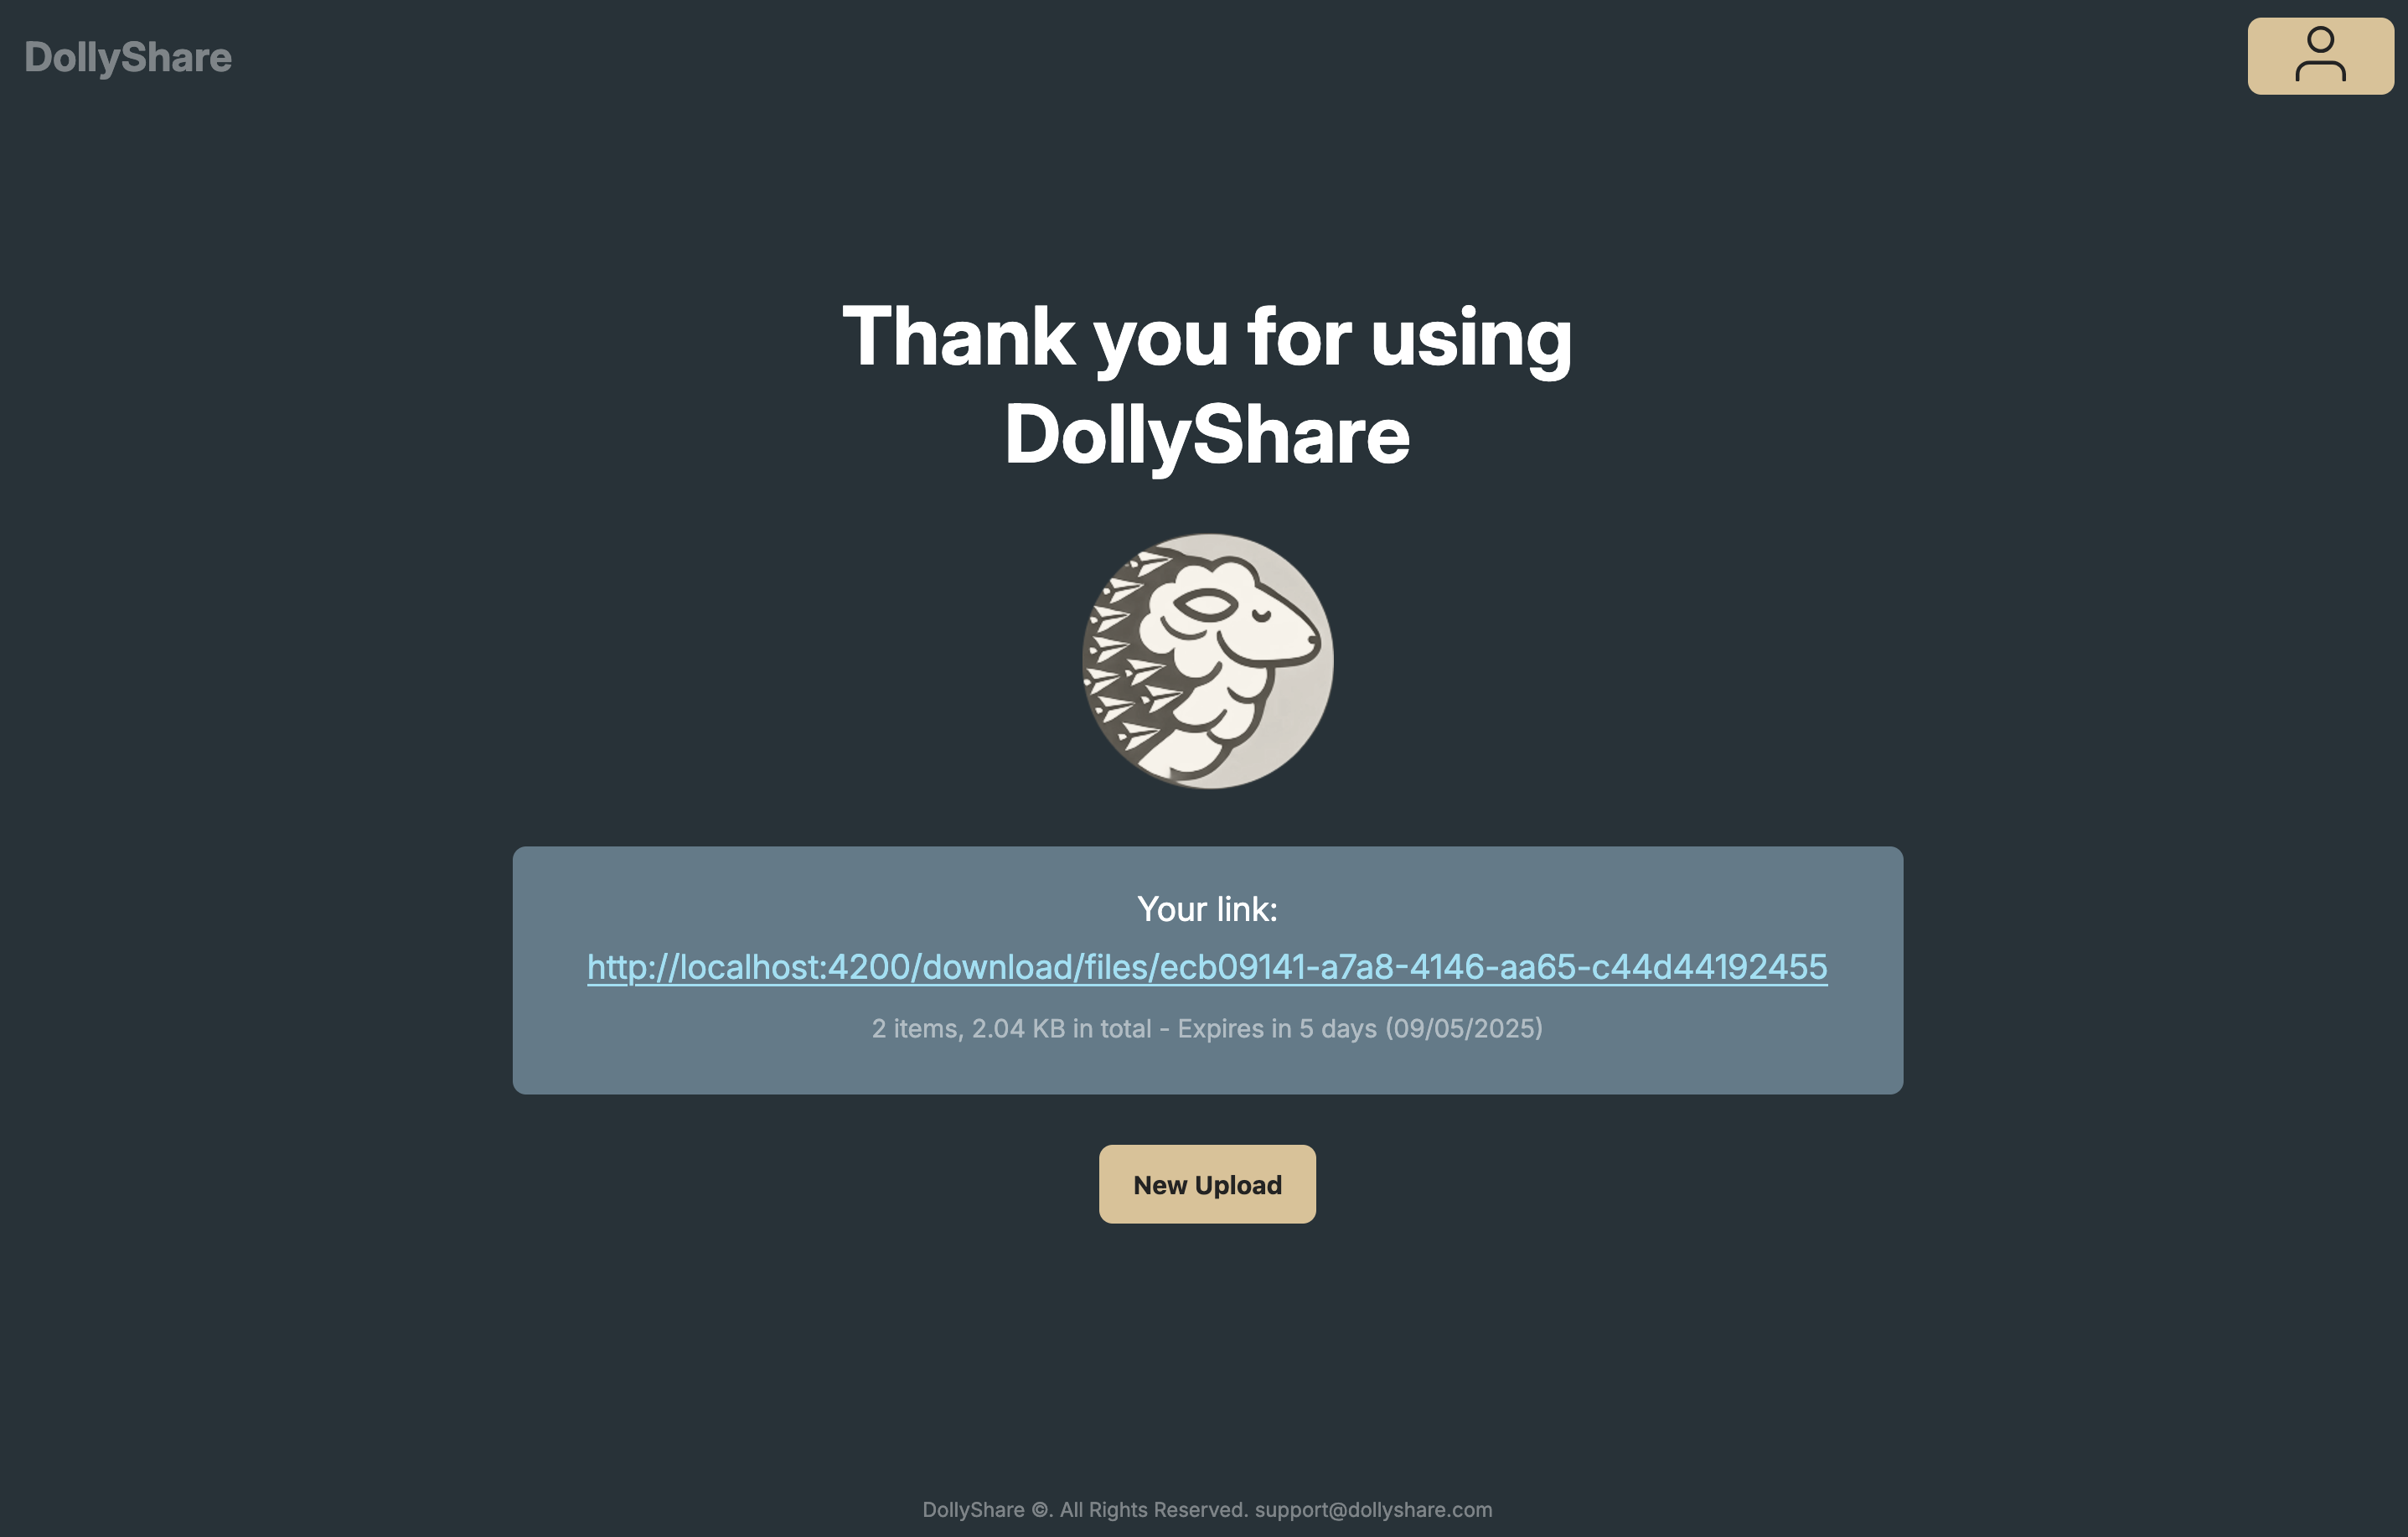 DollyShare
Thank you for using
DollyShare
Your link:
http://localhost:4200/download/files/ecb09141-a7a8-4146-aa65-c44d44192455
2 items, 2.04 KB in total - Expires in 5 days (09/05/2025)
New Upload
DollyShare ©. All Rights Reserved. support@dollyshare.com